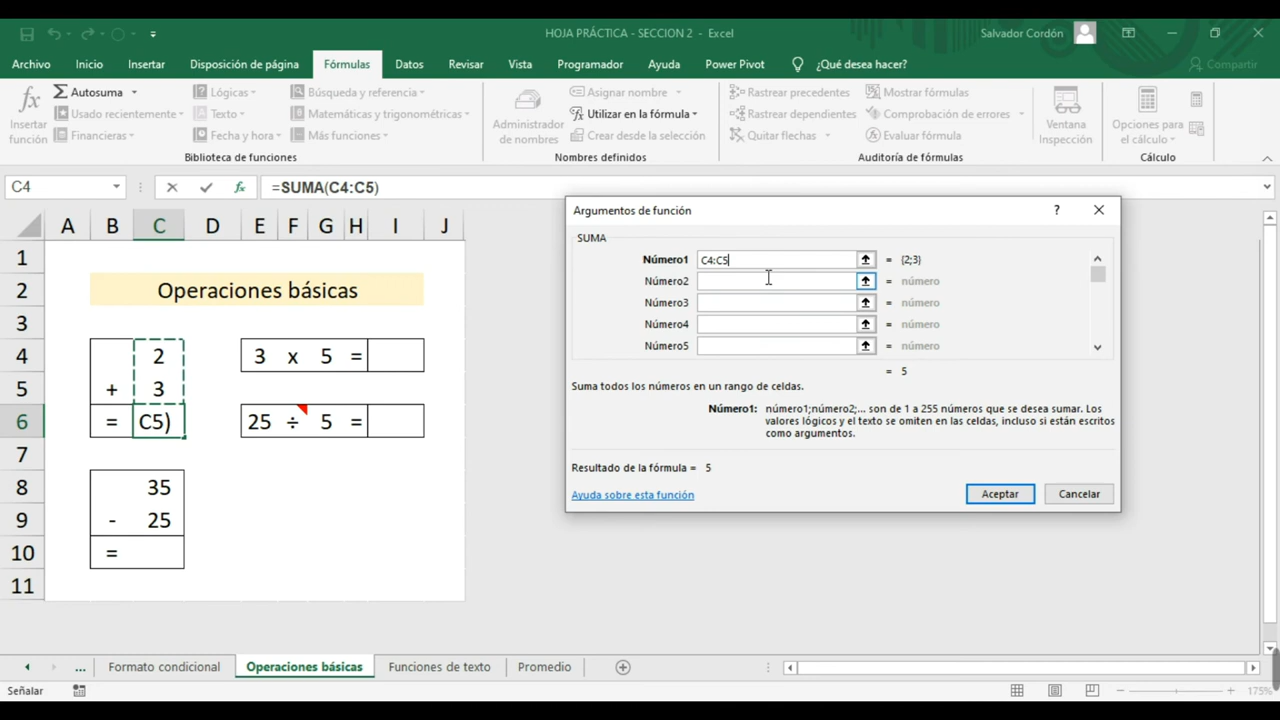 HOJA PRÁCTICA - SECCION 2 - Excel
Salvador Cordón
Archivo Inicio Insertar Disposición de página Fórmulas Datos Revisar Vista Programador Ayuda Power Pivot ¿Qué desea hacer? Compartir
fx Insertar función
Σ Autosuma
Usado recientemente
Financieras
Lógicas
Texto
Fecha y hora
Búsqueda y referencia
Matemática y trigonométricas
Más funciones
Biblioteca de funciones
Administrador de nombres
Asignar nombre
Utilizar en la fórmula
Crear desde la selección
Nombres definidos
Rastrear precedentes
Rastrear dependientes
Quitar flechas
Mostrar fórmulas
Comprobación de errores
Evaluar fórmula
Auditoría de fórmulas
Ventana Inspección
Opciones para el cálculo
Cálculo
C4
fx
=SUMA(C4:C5)
A B C D E F G H I J
1
2 Operaciones básicas
3
4 2 3 x 5 =
5 + 3
6 = C5) 25 ÷ 5 =
7
8 35
9 - 25
10 =
11
Argumentos de función ?
SUMA
Número1 C4:C5 = {2;3}
Número2 = número
Número3 = número
Número4 = número
Número5 = número
= 5
Suma todos los números en un rango de celdas.
Número1: número1;número2;... son de 1 a 255 números que se desea sumar. Los
valores lógicos y el texto se omiten en las celdas, incluso si están escritos
como argumentos.
Resultado de la fórmula = 5
Ayuda sobre esta función
Aceptar Cancelar
... Formato condicional Operaciones básicas Funciones de texto Promedio
Señalar
175%